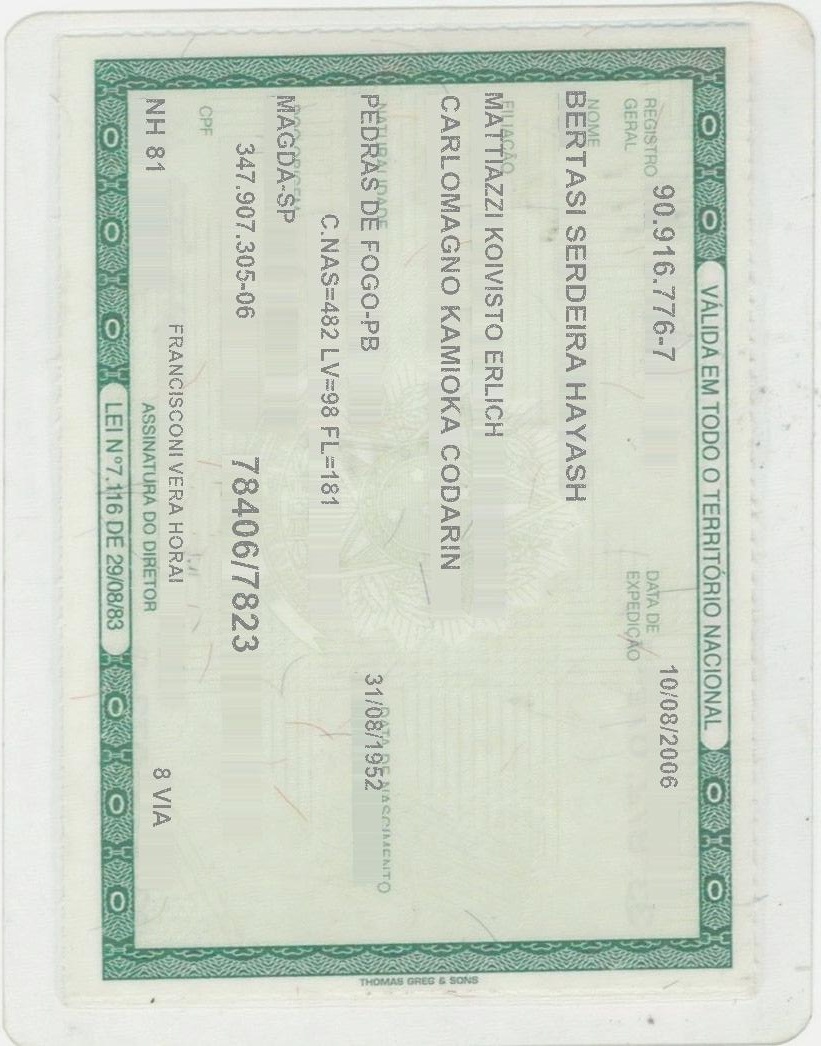 VÁLIDA EM TODO O TERRITÓRIO NACIONAL
REGISTRO GERAL 90.916.776-7 DATA DE EXPEDIÇÃO 10/08/2006
NOME
BERTASI SERDEIRA HAYASH
FILIAÇÃO
MATTIAZZI KOIVISTO ERLICH
CARLOMAGNO KAMIOKA CODARIN
NATURALIDADE DATA DE NASCIMENTO
PEDRAS DE FOGO-PB 31/08/1952
C.NAS=482 LV=98 FL=181
DOC ORIGEM
MAGDA-SP
347.907.305-06 78406/7823
CPF
FRANCISCONI VERA HORAI
NH 81 8 VIA
ASSINATURA DO DIRETOR
LEI Nº7.116 DE 29/08/83
THOMAS GREG & SONS